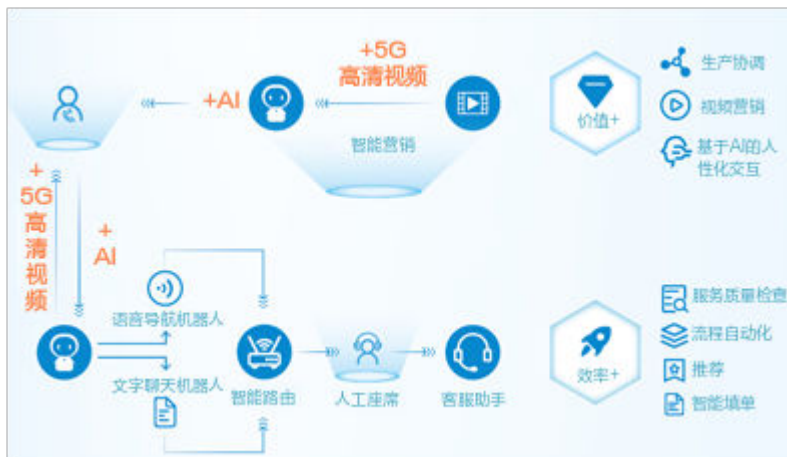 +5G
高清视频
+AI
智能营销
价值+
生产协调
视频营销
基于AI的人
性化交互
+
5G
高
清
视
频
+
AI
语音导航机器人
文字聊天机器人
智能路由
人工座席
客服助手
效率+
服务质量检查
流程自动化
推荐
智能填单